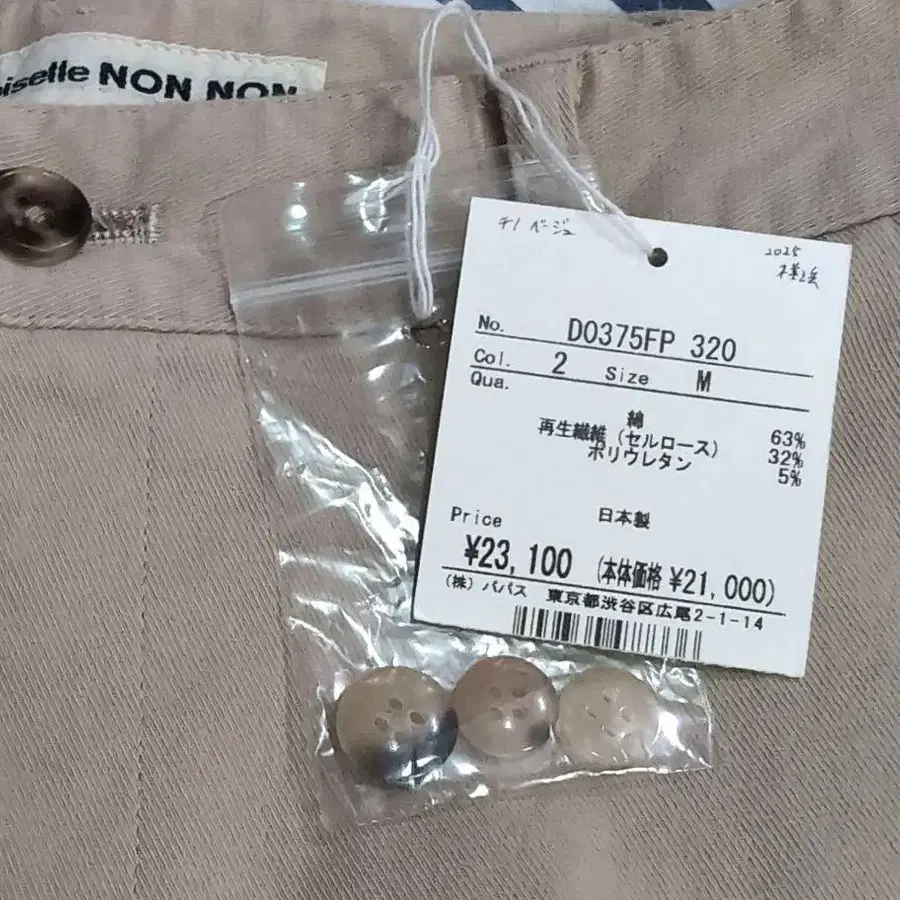 iselle NON NON
チノ ベージュ
2025
No. D0375FP 320
Col. 2 Size M
Qua.
綿 63%
再生繊維（セルロース） 32%
ポリウレタン 5%
日本製
Price
¥23,100 (本体価格 ¥21,000)
(株) パパス 東京都渋谷区広尾2-1-14